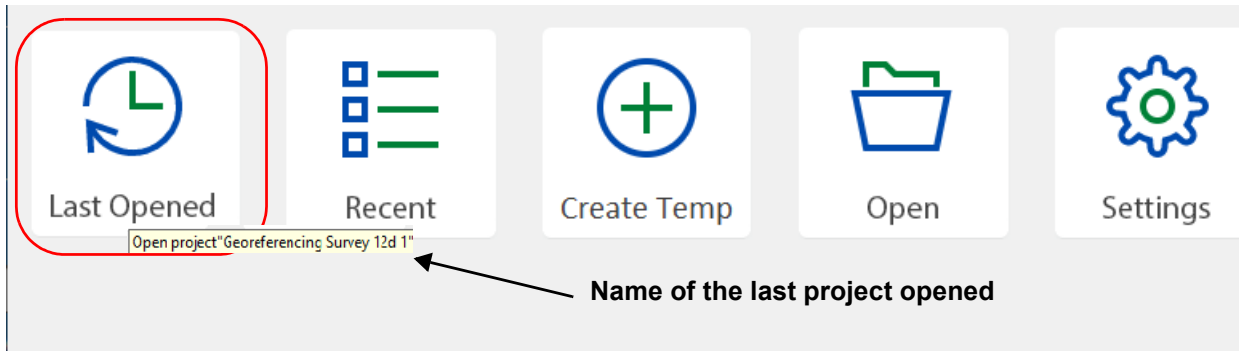 Last Opened
Recent
Create Temp
Open
Settings
Open project"Georeferencing Survey 12d 1"
Name of the last project opened